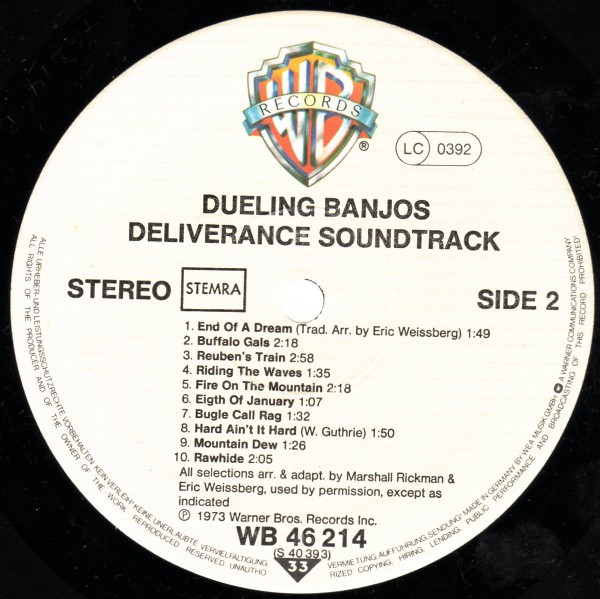 WB
RECORDS
®
LC 0392
DUELING BANJOS
DELIVERANCE SOUNDTRACK
STEREO STEMRA SIDE 2
1. End Of A Dream (Trad. Arr. by Eric Weissberg) 1:49
2. Buffalo Gals 2:18
3. Reuben's Train 2:58
4. Riding The Waves 1:35
5. Fire On The Mountain 2:18
6. Eigth Of January 1:07
7. Bugle Call Rag 1:32
8. Hard Ain't It Hard (W. Guthrie) 1:50
9. Mountain Dew 1:26
10. Rawhide 2:05
All selections arr. & adapt. by Marshall Rickman &
Eric Weissberg, used by permission, except as
indicated
℗ 1973 Warner Bros. Records Inc.
WB 46 214
(S 40 393)
33
ALLE URHEBER- UND LEISTUNGSSCHUTZRECHTE VORBEHALTEN KEIN VERLEIH! KEINE UNERLAUBTE VERVIELFÄLTIGUNG, VERMIETUNG, AUFFÜHRUNG, SENDUNG! MADE IN GERMANY BY WEA MUSIK GMBH A WARNER COMMUNICATIONS COMPANY
ALL RIGHTS OF THE PRODUCER AND OF THE OWNER OF THE WORK REPRODUCED RESERVED UNAUTHORIZED COPYING, HIRING, LENDING, PUBLIC PERFORMANCE AND BROADCASTING OF THIS RECORD PROHIBITED!